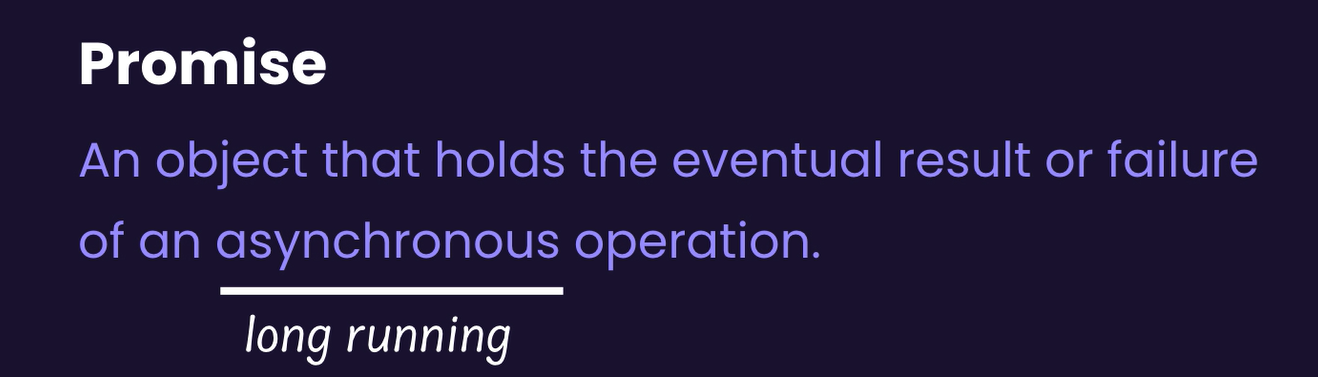 Promise
An object that holds the eventual result or failure
of an asynchronous operation.
long running